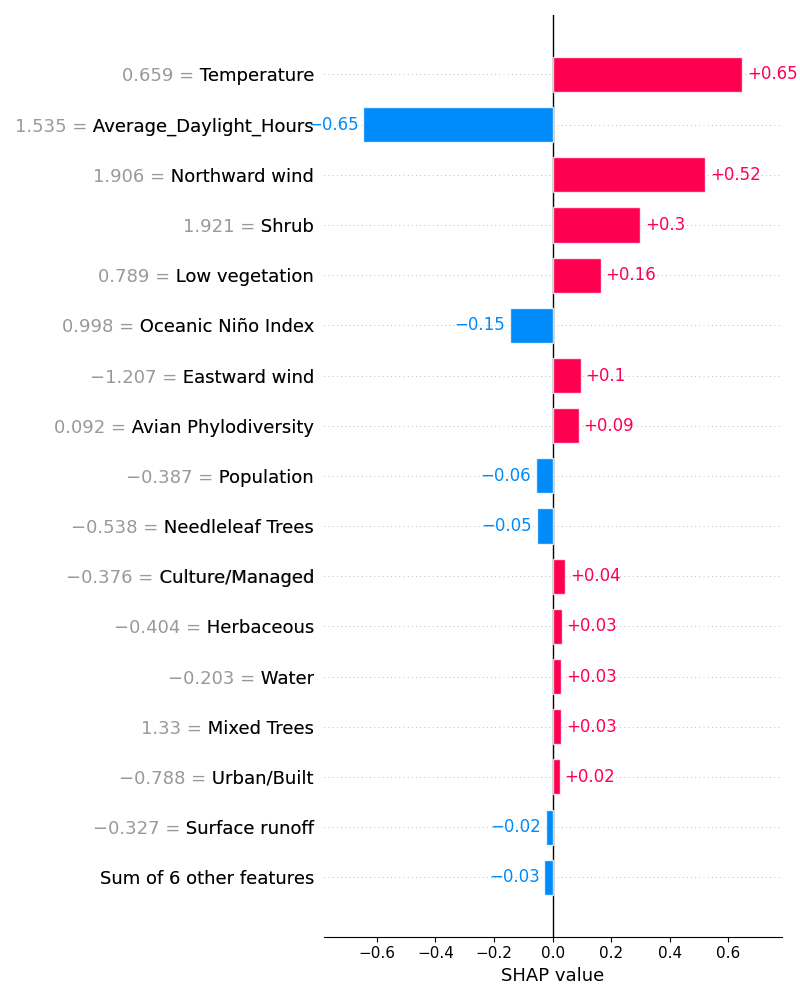 0.659 = Temperature +0.65
1.535 = Average_Daylight_Hours −0.65
1.906 = Northward wind +0.52
1.921 = Shrub +0.3
0.789 = Low vegetation +0.16
0.998 = Oceanic Niño Index −0.15
−1.207 = Eastward wind +0.1
0.092 = Avian Phylodiversity +0.09
−0.387 = Population −0.06
−0.538 = Needleleaf Trees −0.05
−0.376 = Culture/Managed +0.04
−0.404 = Herbaceous +0.03
−0.203 = Water +0.03
1.33 = Mixed Trees +0.03
−0.788 = Urban/Built +0.02
−0.327 = Surface runoff −0.02
Sum of 6 other features −0.03
−0.6 −0.4 −0.2 0.0 0.2 0.4 0.6
SHAP value